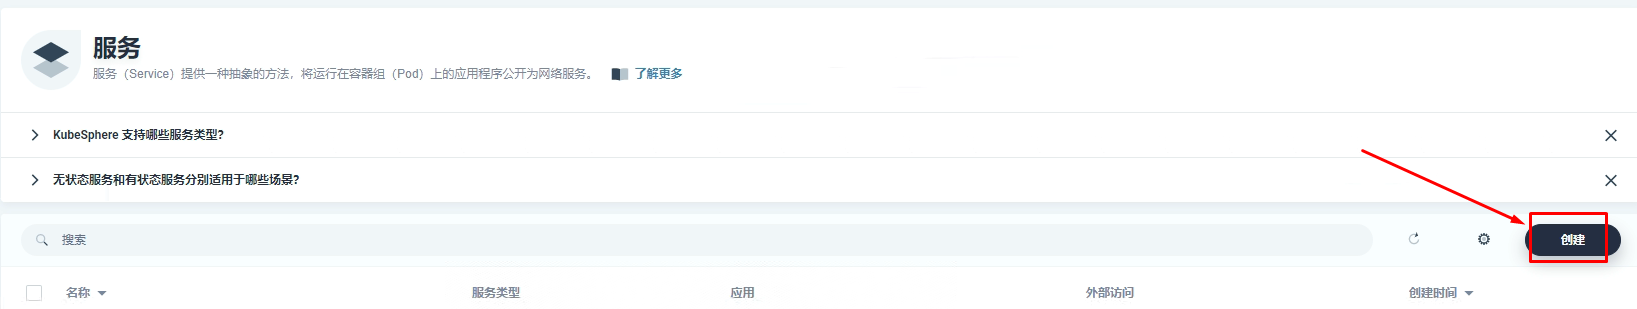 服务
服务（Service）提供一种抽象的方法，将运行在容器组（Pod）上的应用程序公开为网络服务。 了解更多
KubeSphere 支持哪些服务类型？
无状态服务和有状态服务分别适用于哪些场景？
搜索 创建
名称 服务类型 应用 外部访问 创建时间